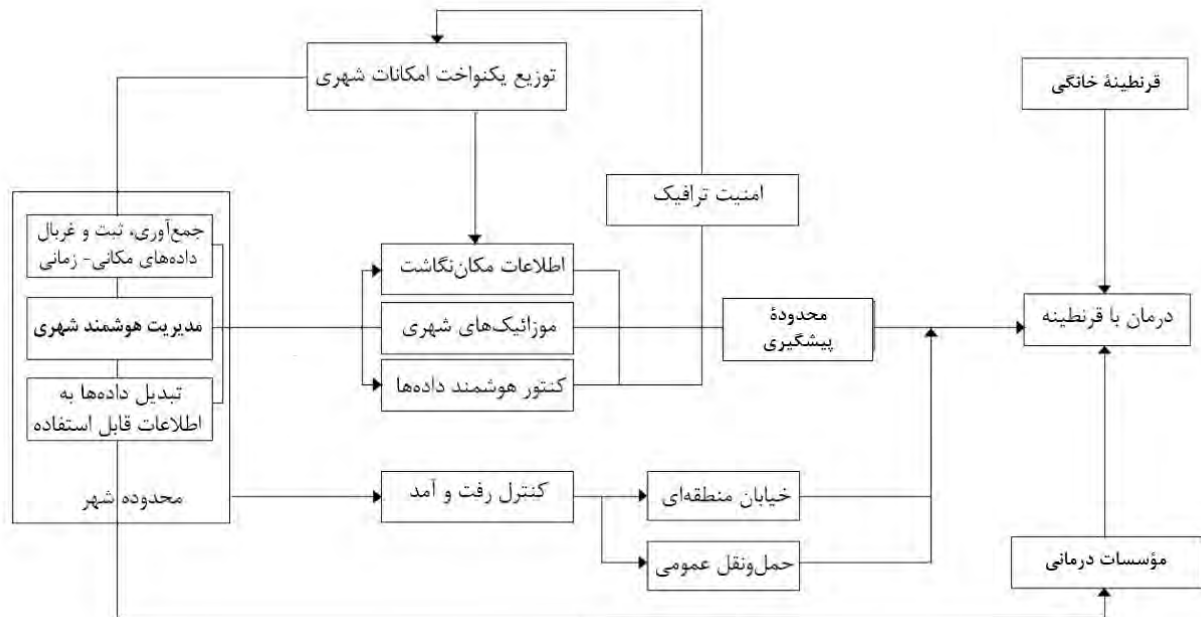 توزیع یکنواخت امکانات شهری
قرنطینهٔ خانگی
امنیت ترافیک
جمع‌آوری، ثبت و غربال
داده‌های مکانی- زمانی
اطلاعات مکان‌نگاشت
مدیریت هوشمند شهری
موزائیک‌های شهری
محدودهٔ
پیشگیری
درمان با قرنطینه
کنتور هوشمند داده‌ها
تبدیل داده‌ها به
اطلاعات قابل استفاده
محدوده شهر
کنترل رفت و آمد
خیابان منطقه‌ای
حمل‌ونقل عمومی
مؤسسات درمانی